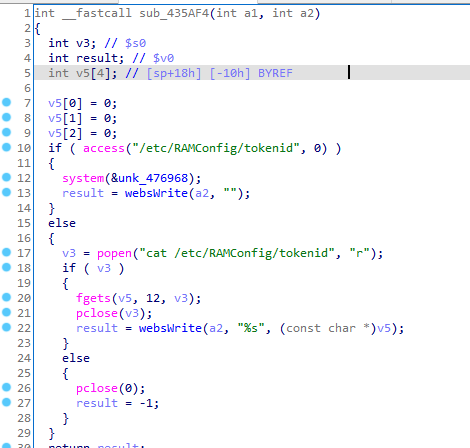 1 int __fastcall sub_435AF4(int a1, int a2)
2 {
3 int v3; // $s0
4 int result; // $v0
5 int v5[4]; // [sp+18h] [-10h] BYREF
6
7 v5[0] = 0;
8 v5[1] = 0;
9 v5[2] = 0;
10 if ( access("/etc/RAMConfig/tokenid", 0) )
11 {
12 system(&unk_476968);
13 result = websWrite(a2, "");
14 }
15 else
16 {
17 v3 = popen("cat /etc/RAMConfig/tokenid", "r");
18 if ( v3 )
19 {
20 fgets(v5, 12, v3);
21 pclose(v3);
22 result = websWrite(a2, "%s", (const char *)v5);
23 }
24 else
25 {
26 pclose(0);
27 result = -1;
28 }
29 }
30 return result;